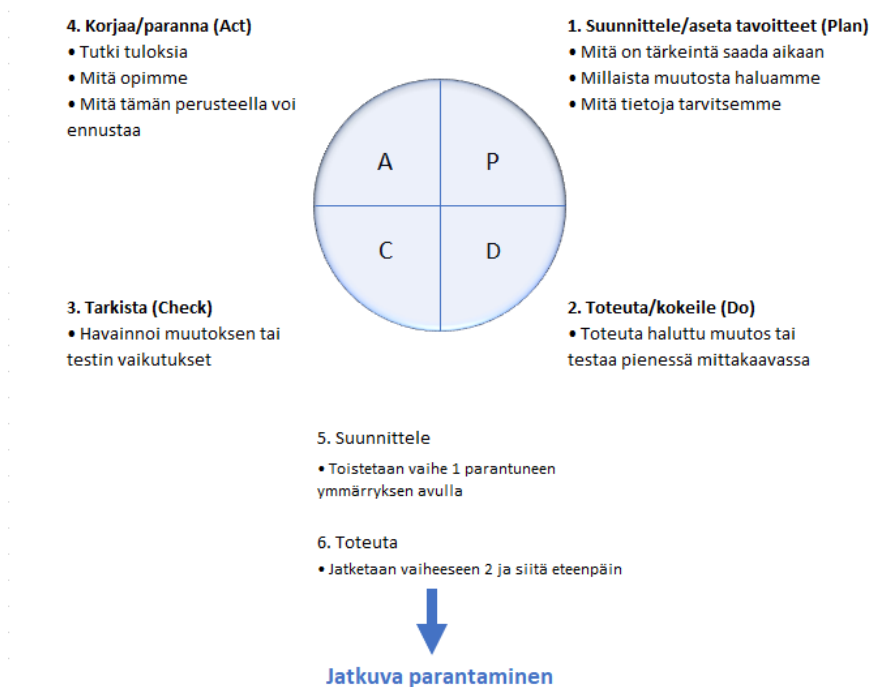 4. Korjaa/paranna (Act)
• Tutki tuloksia
• Mitä opimme
• Mitä tämän perusteella voi
ennustaa
1. Suunnittele/aseta tavoitteet (Plan)
• Mitä on tärkeintä saada aikaan
• Millaista muutosta haluamme
• Mitä tietoja tarvitsemme
A
P
C
D
3. Tarkista (Check)
• Havainnoi muutoksen tai
testin vaikutukset
2. Toteuta/kokeile (Do)
• Toteuta haluttu muutos tai
testaa pienessä mittakaavassa
5. Suunnittele
• Toistetaan vaihe 1 parantuneen
ymmärryksen avulla
6. Toteuta
• Jatketaan vaiheeseen 2 ja siitä eteenpäin
Jatkuva parantaminen